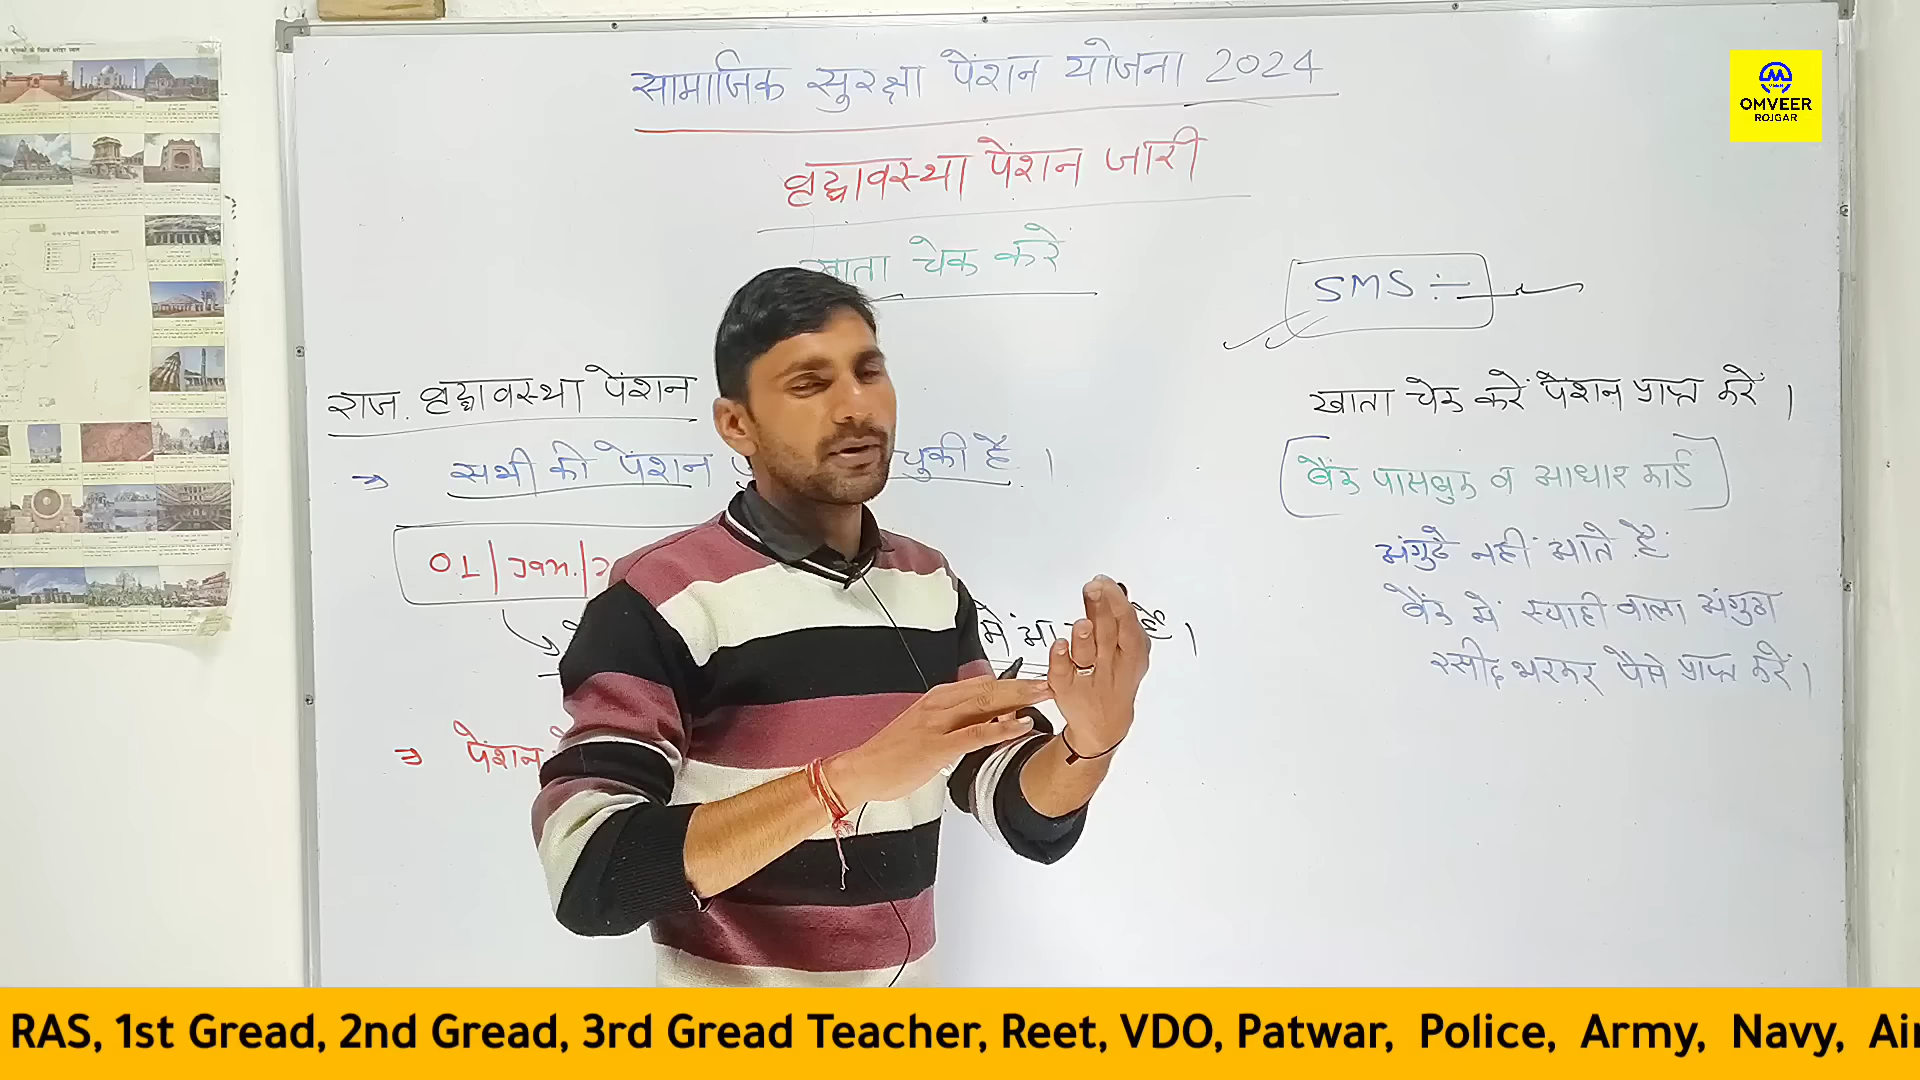 सामाजिक सुरक्षा पेंशन योजना 2024
वृद्धावस्था पेंशन जारी
खाता चेक करे
OMVEER
ROJGAR
SMS :-
राज. वृद्धावस्था पेंशन
→ सभी की पेंशन चुकी है ।
01/Jan./
में आ है ।
⇒ पेंशन
खाता चेक करें पेंशन प्राप्त करें ।
बैंक पासबुक व आधार कार्ड
अंगुठे नहीं आते है
बैंक में स्याही वाला अंगुठा
रसीद भरकर पैसे प्राप्त करें ।
RAS, 1st Gread, 2nd Gread, 3rd Gread Teacher, Reet, VDO, Patwar, Police, Army, Navy, Air